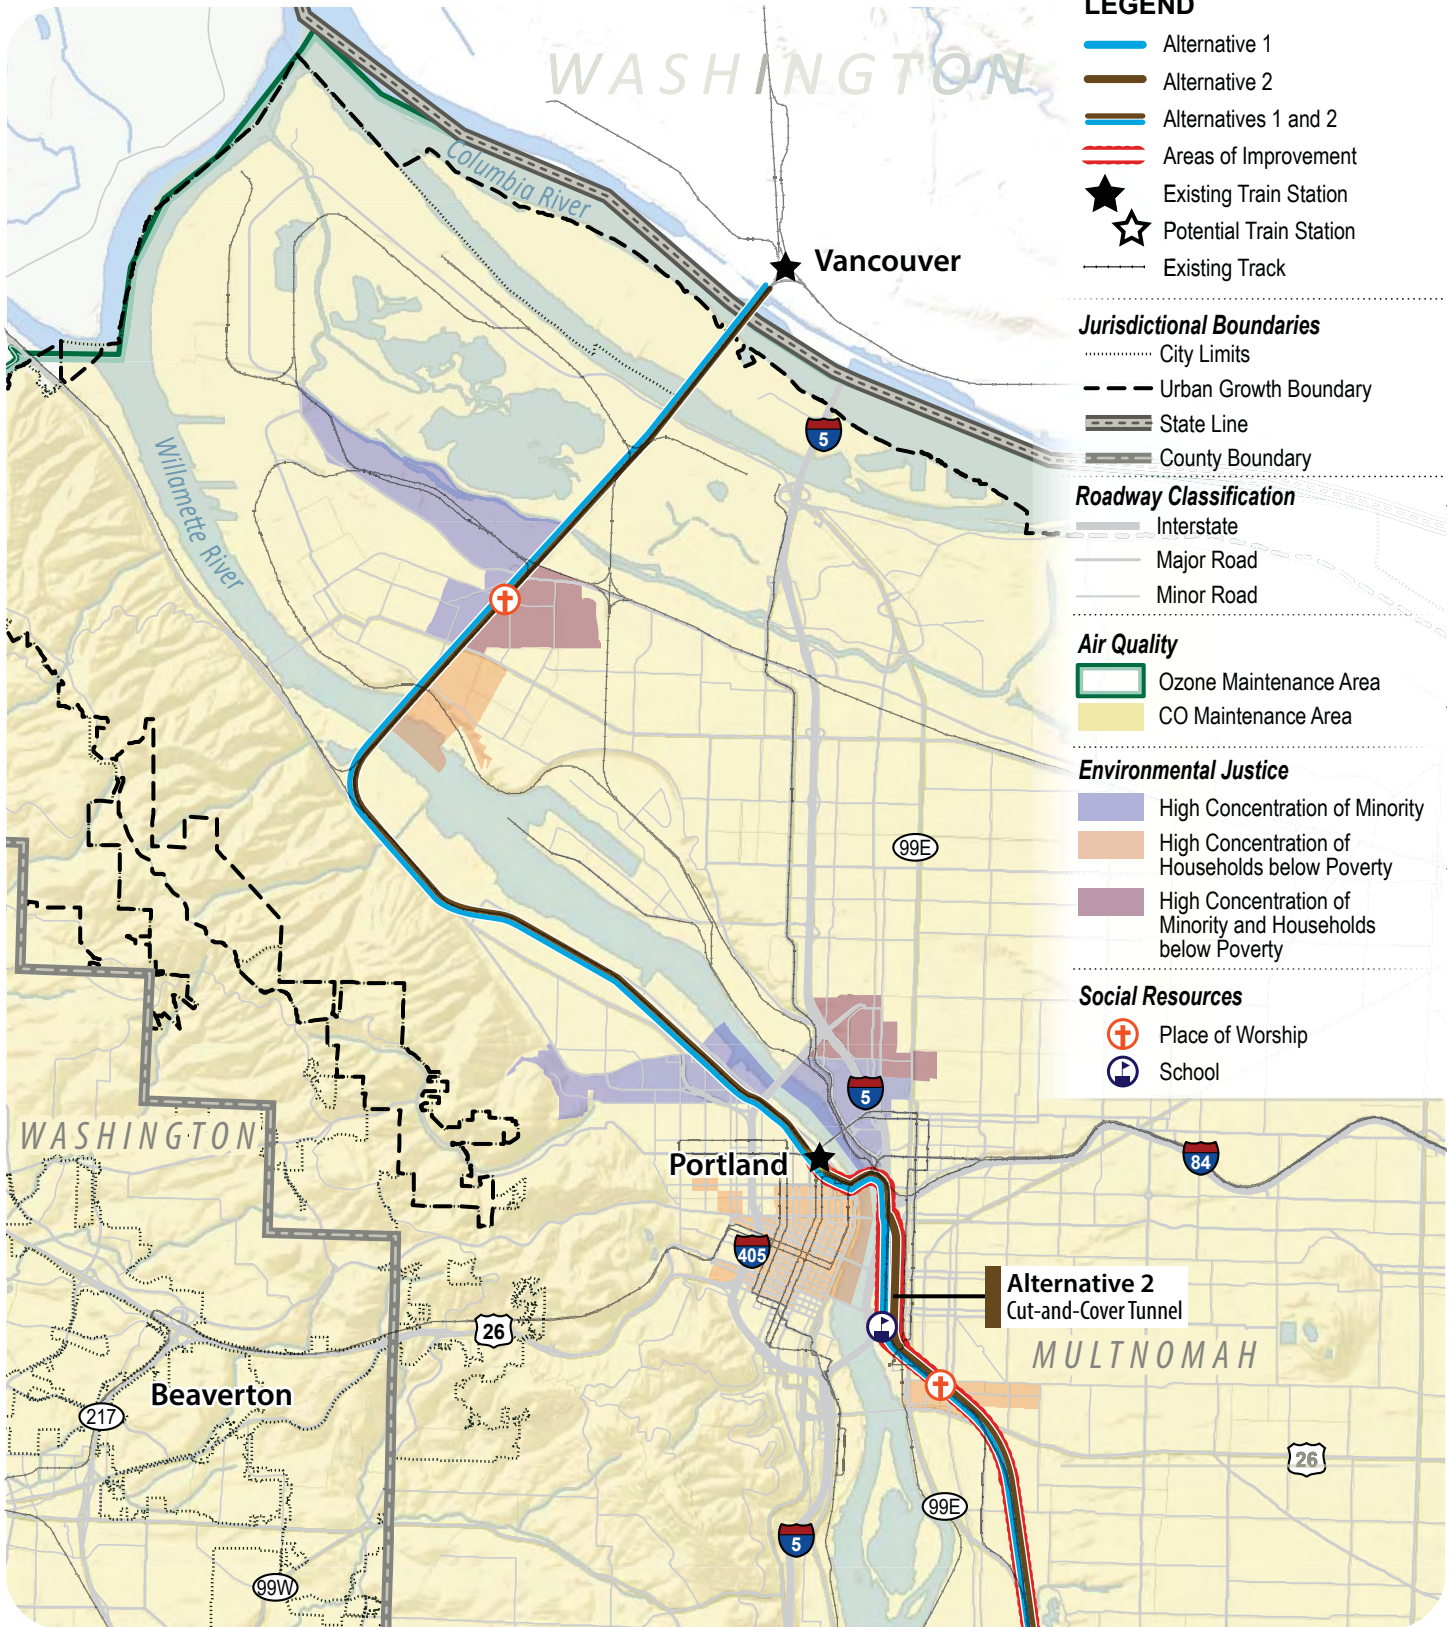 LEGEND
Alternative 1
Alternative 2
Alternatives 1 and 2
Areas of Improvement
Existing Train Station
Potential Train Station
Existing Track
Jurisdictional Boundaries
City Limits
Urban Growth Boundary
State Line
County Boundary
Roadway Classification
Interstate
Major Road
Minor Road
Air Quality
Ozone Maintenance Area
CO Maintenance Area
Environmental Justice
High Concentration of Minority
High Concentration of
Households below Poverty
High Concentration of
Minority and Households
below Poverty
Social Resources
Place of Worship
School
WASHINGTON
Columbia River
Vancouver
5
Willamette River
99E
5
WASHINGTON
Portland
84
405
Alternative 2
Cut-and-Cover Tunnel
26
MULTNOMAH
Beaverton
217
26
99E
5
99W